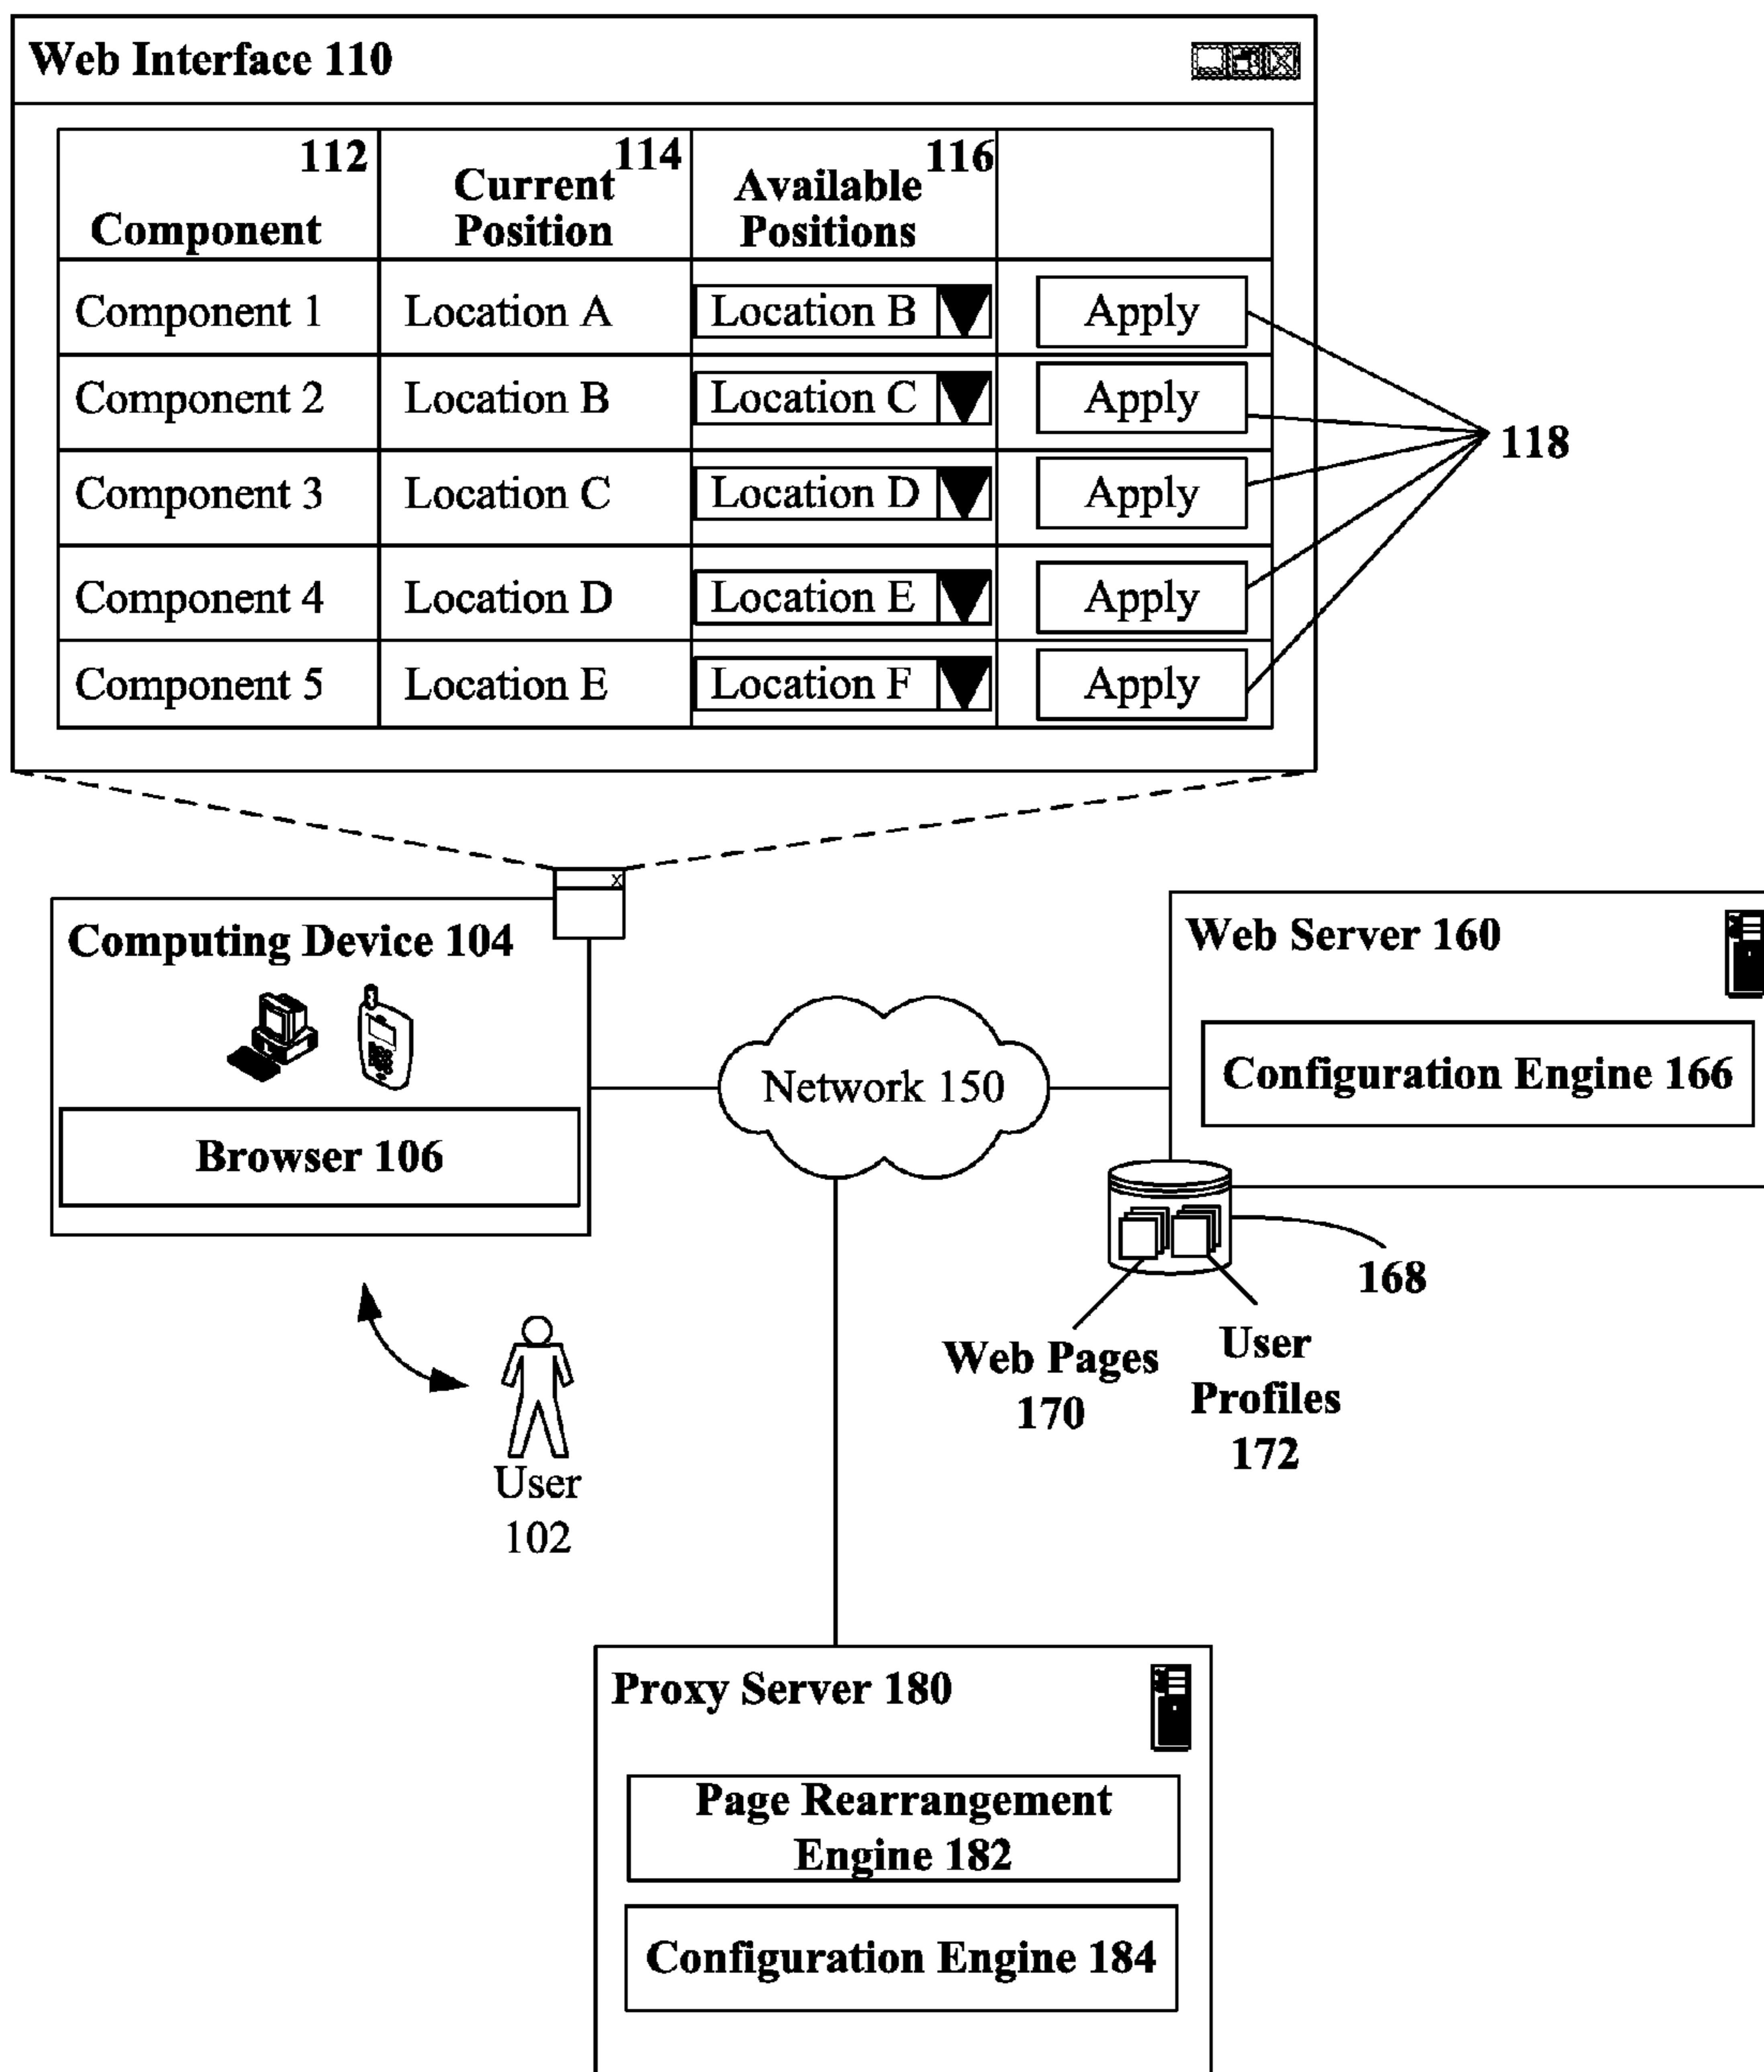 Web Interface 110
112
Component
114
Current
Position
116
Available
Positions
Component 1 Location A Location B Apply
Component 2 Location B Location C Apply
Component 3 Location C Location D Apply
Component 4 Location D Location E Apply
Component 5 Location E Location F Apply
118
X
Computing Device 104
Browser 106
Network 150
Web Server 160
Configuration Engine 166
168
Web Pages
170
User
Profiles
172
User
102
Proxy Server 180
Page Rearrangement
Engine 182
Configuration Engine 184